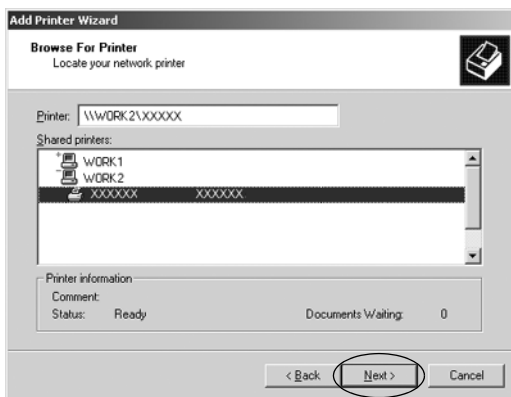 Add Printer Wizard
Browse For Printer
Locate your network printer
Printer: \\WORK2\XXXXX
Shared printers:
WORK1
WORK2
XXXXXX XXXXXX
Printer information
Comment:
Status: Ready Documents Waiting: 0
< Back Next > Cancel